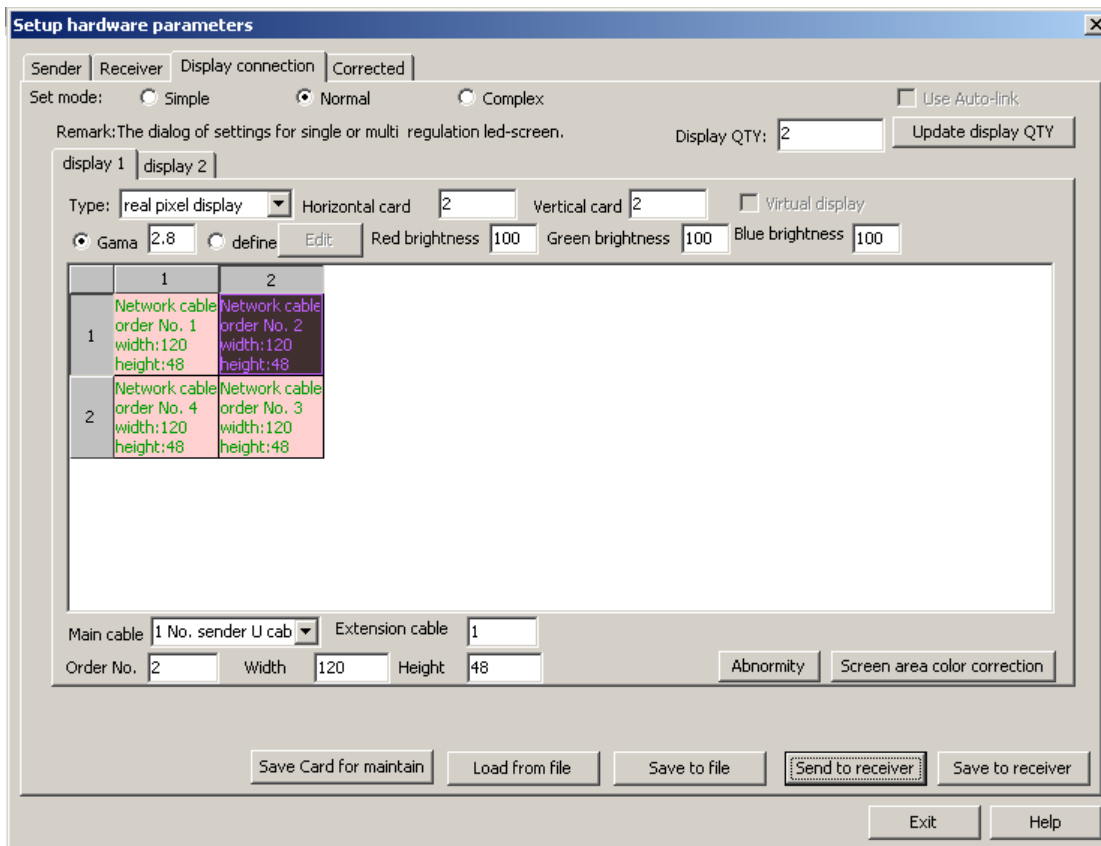 Setup hardware parameters
Sender Receiver Display connection Corrected
Set mode: Simple Normal Complex Use Auto-link
Remark:The dialog of settings for single or multi regulation led-screen. Display QTY: 2 Update display QTY
display 1 display 2
Type: real pixel display Horizontal card 2 Vertical card 2 Virtual display
Gama 2.8 define Edit Red brightness 100 Green brightness 100 Blue brightness 100
1 2
1
Network cable
order No. 1
width:120
height:48
Network cable
order No. 2
width:120
height:48
2
Network cable
order No. 4
width:120
height:48
Network cable
order No. 3
width:120
height:48
Main cable 1 No. sender U cab Extension cable 1
Order No. 2 Width 120 Height 48 Abnormity Screen area color correction
Save Card for maintain Load from file Save to file Send to receiver Save to receiver
Exit Help